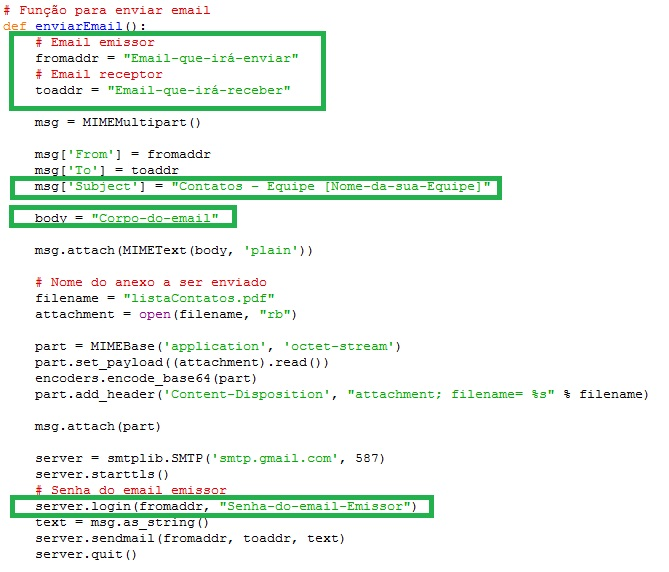 # Função para enviar email
def enviarEmail():
# Email emissor
fromaddr = "Email-que-irá-enviar"
# Email receptor
toaddr = "Email-que-irá-receber"
msg = MIMEMultipart()
msg['From'] = fromaddr
msg['To'] = toaddr
msg['Subject'] = "Contatos - Equipe [Nome-da-sua-Equipe]"
body = "Corpo-do-email"
msg.attach(MIMEText(body, 'plain'))
# Nome do anexo a ser enviado
filename = "listaContatos.pdf"
attachment = open(filename, "rb")
part = MIMEBase('application', 'octet-stream')
part.set_payload((attachment).read())
encoders.encode_base64(part)
part.add_header('Content-Disposition', "attachment; filename= %s" % filename)
msg.attach(part)
server = smtplib.SMTP('smtp.gmail.com', 587)
server.starttls()
# Senha do email emissor
server.login(fromaddr, "Senha-do-email-Emissor")
text = msg.as_string()
server.sendmail(fromaddr, toaddr, text)
server.quit()